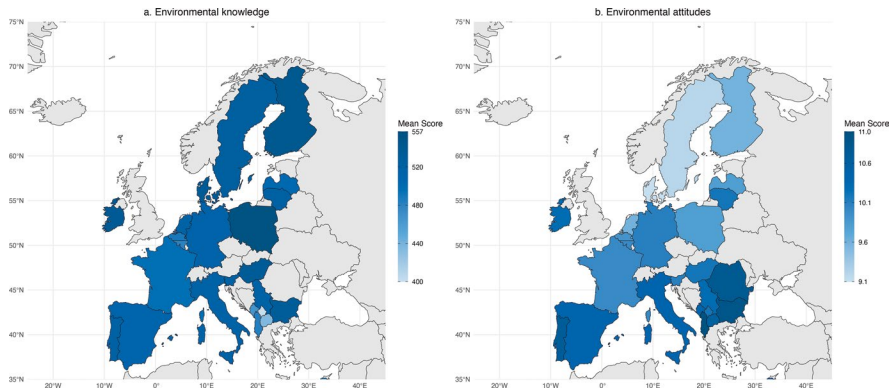 a. Environmental knowledge
75°N
70°N
65°N
60°N
55°N
50°N
45°N
40°N
35°N
20°W
10°W
0°
10°E
20°E
30°E
40°E
Mean Score
557
520
480
440
400
b. Environmental attitudes
75°N
70°N
65°N
60°N
55°N
50°N
45°N
40°N
35°N
20°W
10°W
0°
10°E
20°E
30°E
40°E
Mean Score
11.0
10.6
10.1
9.6
9.1